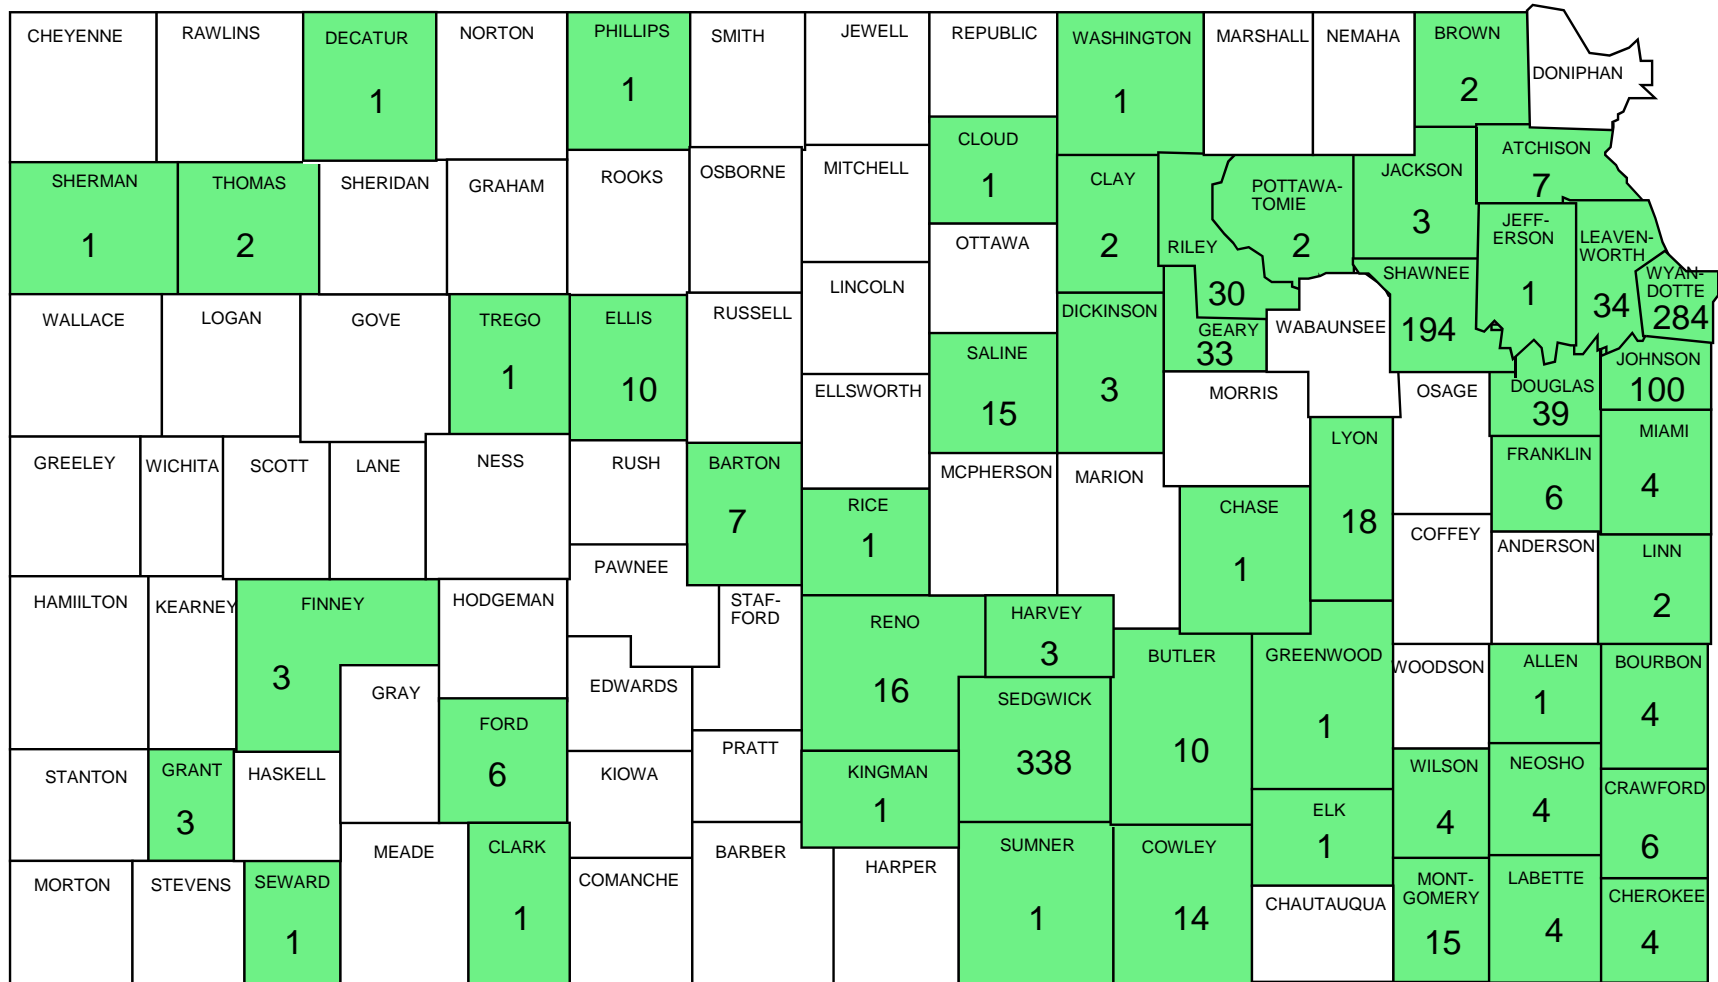 CHEYENNE
RAWLINS
DECATUR
1
NORTON
PHILLIPS
1
SMITH
JEWELL
REPUBLIC
WASHINGTON
1
MARSHALL
NEMAHA
BROWN
2
DONIPHAN
SHERMAN
1
THOMAS
2
SHERIDAN
GRAHAM
ROOKS
OSBORNE
MITCHELL
CLOUD
1
CLAY
2
RILEY
30
POTTAWA-
TOMIE
2
JACKSON
3
ATCHISON
7
JEFF-
ERSON
1
LEAVEN-
WORTH
34
WYAN-
DOTTE
284
OTTAWA
LINCOLN
WALLACE
LOGAN
GOVE
TREGO
1
ELLIS
10
RUSSELL
ELLSWORTH
SALINE
15
DICKINSON
3
GEARY
33
WABAUNSEE
SHAWNEE
194
MORRIS
OSAGE
DOUGLAS
39
JOHNSON
100
GREELEY
WICHITA
SCOTT
LANE
NESS
RUSH
BARTON
7
RICE
1
MCPHERSON
MARION
CHASE
1
LYON
18
COFFEY
FRANKLIN
6
MIAMI
4
ANDERSON
LINN
2
HAMIILTON
KEARNEY
FINNEY
3
HODGEMAN
PAWNEE
STAF-
FORD
EDWARDS
GRAY
FORD
6
RENO
16
HARVEY
3
SEDGWICK
338
BUTLER
10
GREENWOOD
1
WOODSON
ALLEN
1
BOURBON
4
STANTON
GRANT
3
HASKELL
KIOWA
PRATT
KINGMAN
1
ELK
1
WILSON
4
NEOSHO
4
CRAWFORD
6
MORTON
STEVENS
SEWARD
1
MEADE
CLARK
1
COMANCHE
BARBER
HARPER
SUMNER
1
COWLEY
14
CHAUTAUQUA
MONT-
GOMERY
15
LABETTE
4
CHEROKEE
4